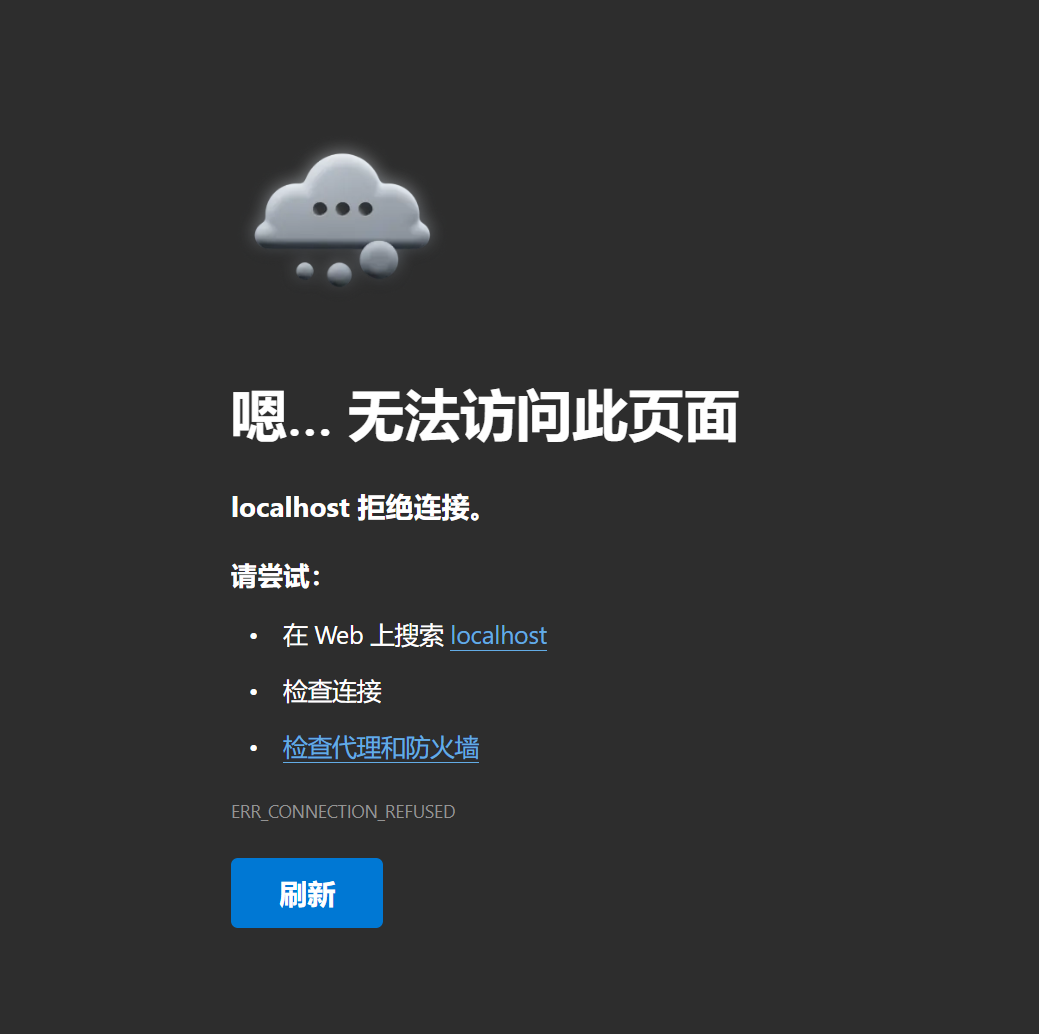 嗯... 无法访问此页面
localhost 拒绝连接。
请尝试：
• 在 Web 上搜索 localhost
• 检查连接
• 检查代理和防火墙
ERR_CONNECTION_REFUSED
刷新